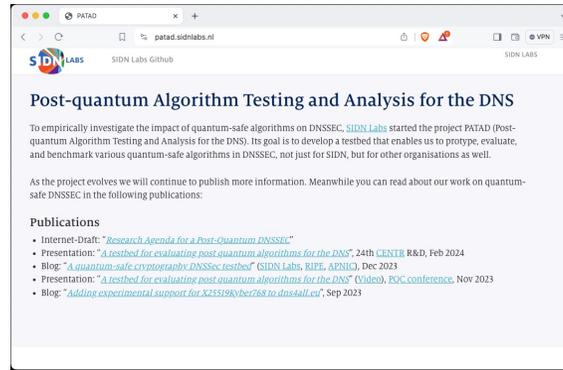 PATAD
patad.sidnlabs.nl
VPN
SIDN LABS
SIDN Labs Github
SIDN LABS
Post-quantum Algorithm Testing and Analysis for the DNS
To empirically investigate the impact of quantum-safe algorithms on DNSSEC, SIDN Labs started the project PATAD (Post-
quantum Algorithm Testing and Analysis for the DNS). Its goal is to develop a testbed that enables us to protype, evaluate,
and benchmark various quantum-safe algorithms in DNSSEC, not just for SIDN, but for other organisations as well.
As the project evolves we will continue to publish more information. Meanwhile you can read about our work on quantum-
safe DNSSEC in the following publications:
Publications
• Internet-Draft: "Research Agenda for a Post-Quantum DNSSEC"
• Presentation: "A testbed for evaluating post quantum algorithms for the DNS", 24th CENTR R&D, Feb 2024
• Blog: "A quantum-safe cryptography DNSSec testbed" (SIDN Labs, RIPE, APNIC), Dec 2023
• Presentation: "A testbed for evaluating post quantum algorithms for the DNS" (Video), PQC conference, Nov 2023
• Blog: "Adding experimental support for X25519Kyber768 to dns4all.eu", Sep 2023